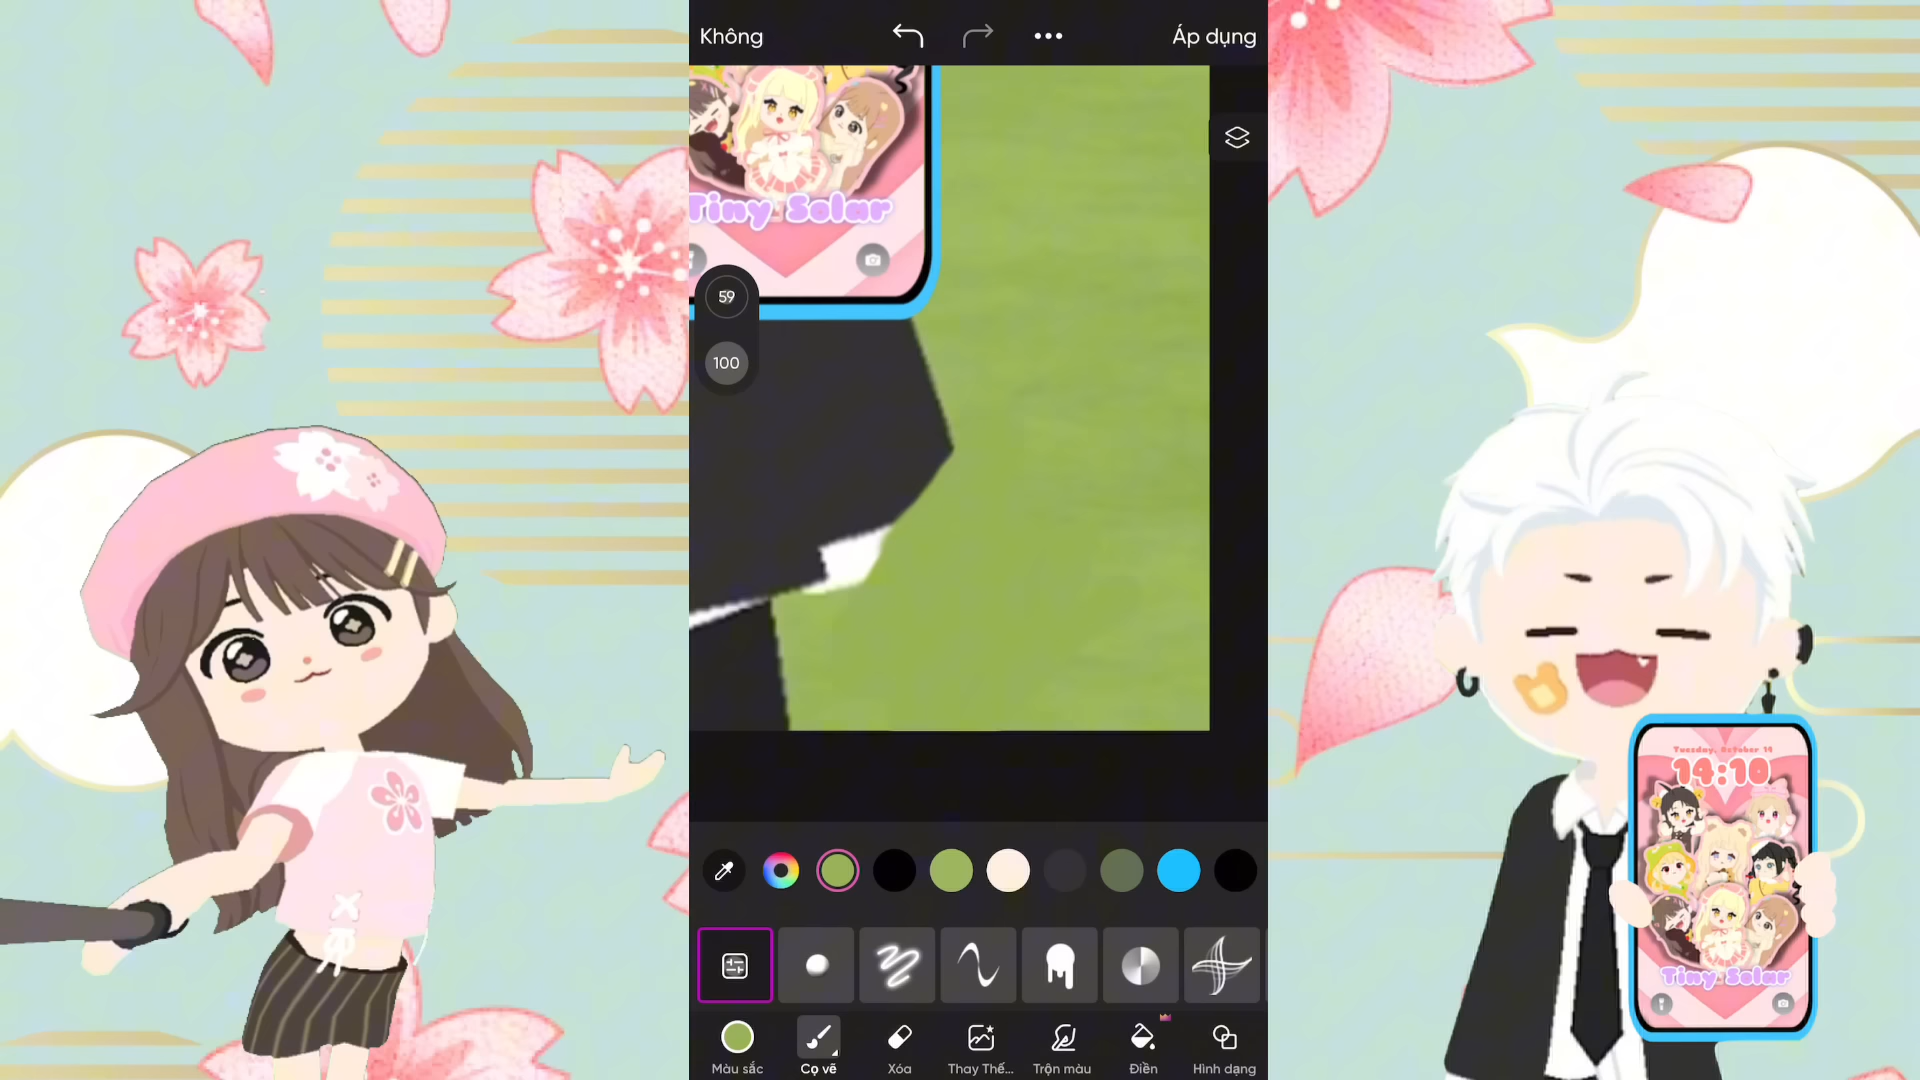 Không
Áp dụng
Tiny Solar
59
100
Tuesday, October 19
14:10
Tiny Solar
Màu sắc
Cọ vẽ
Xóa
Thay Thế...
Trộn màu
Điền
Hình dạng